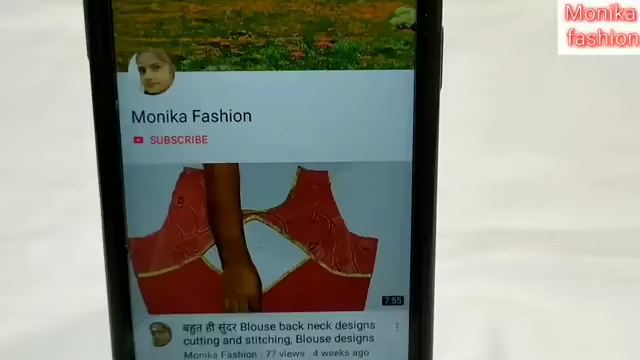 Monika
fashion
Monika Fashion
SUBSCRIBE
7:55
बहुत ही सुंदर Blouse back neck designs
cutting and stitching, Blouse designs
Monika Fashion · 77 views · 4 weeks ago